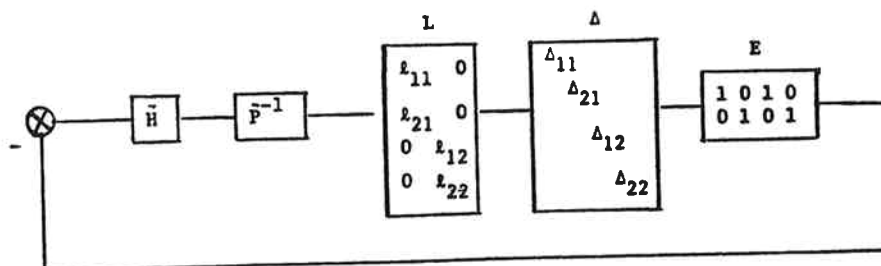 L
Δ
E
ℓ₁₁ 0
ℓ₂₁ 0
0 ℓ₁₂
0 ℓ₂₂
Δ₁₁
Δ₂₁
Δ₁₂
Δ₂₂
1 0 1 0
0 1 0 1
H̃
P̃⁻¹
-